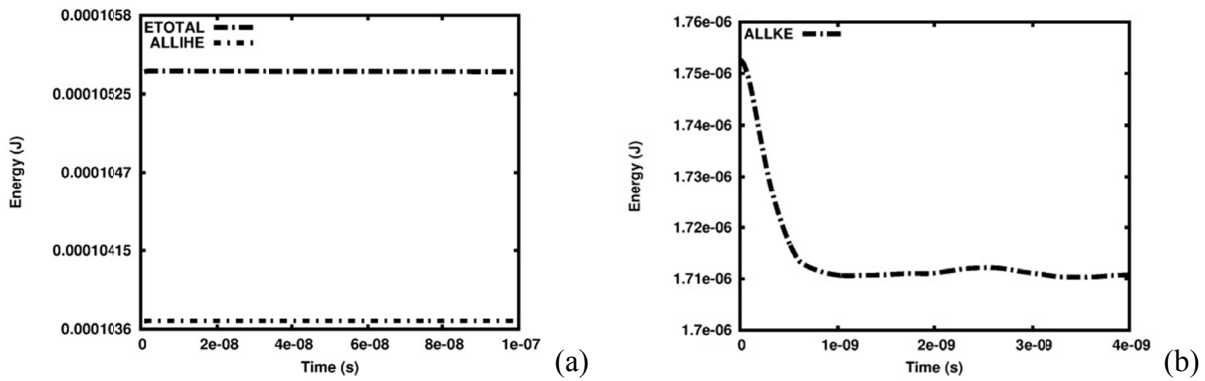 0.0001058
ETOTAL
ALLIHE
0.00010525
0.0001047
0.00010415
0.0001036
Energy (J)
0 2e-08 4e-08 6e-08 8e-08 1e-07
Time (s)
(a)
1.76e-06
ALLKE
1.75e-06
1.74e-06
1.73e-06
1.72e-06
1.71e-06
1.7e-06
Energy (J)
0 1e-09 2e-09 3e-09 4e-09
Time (s)
(b)